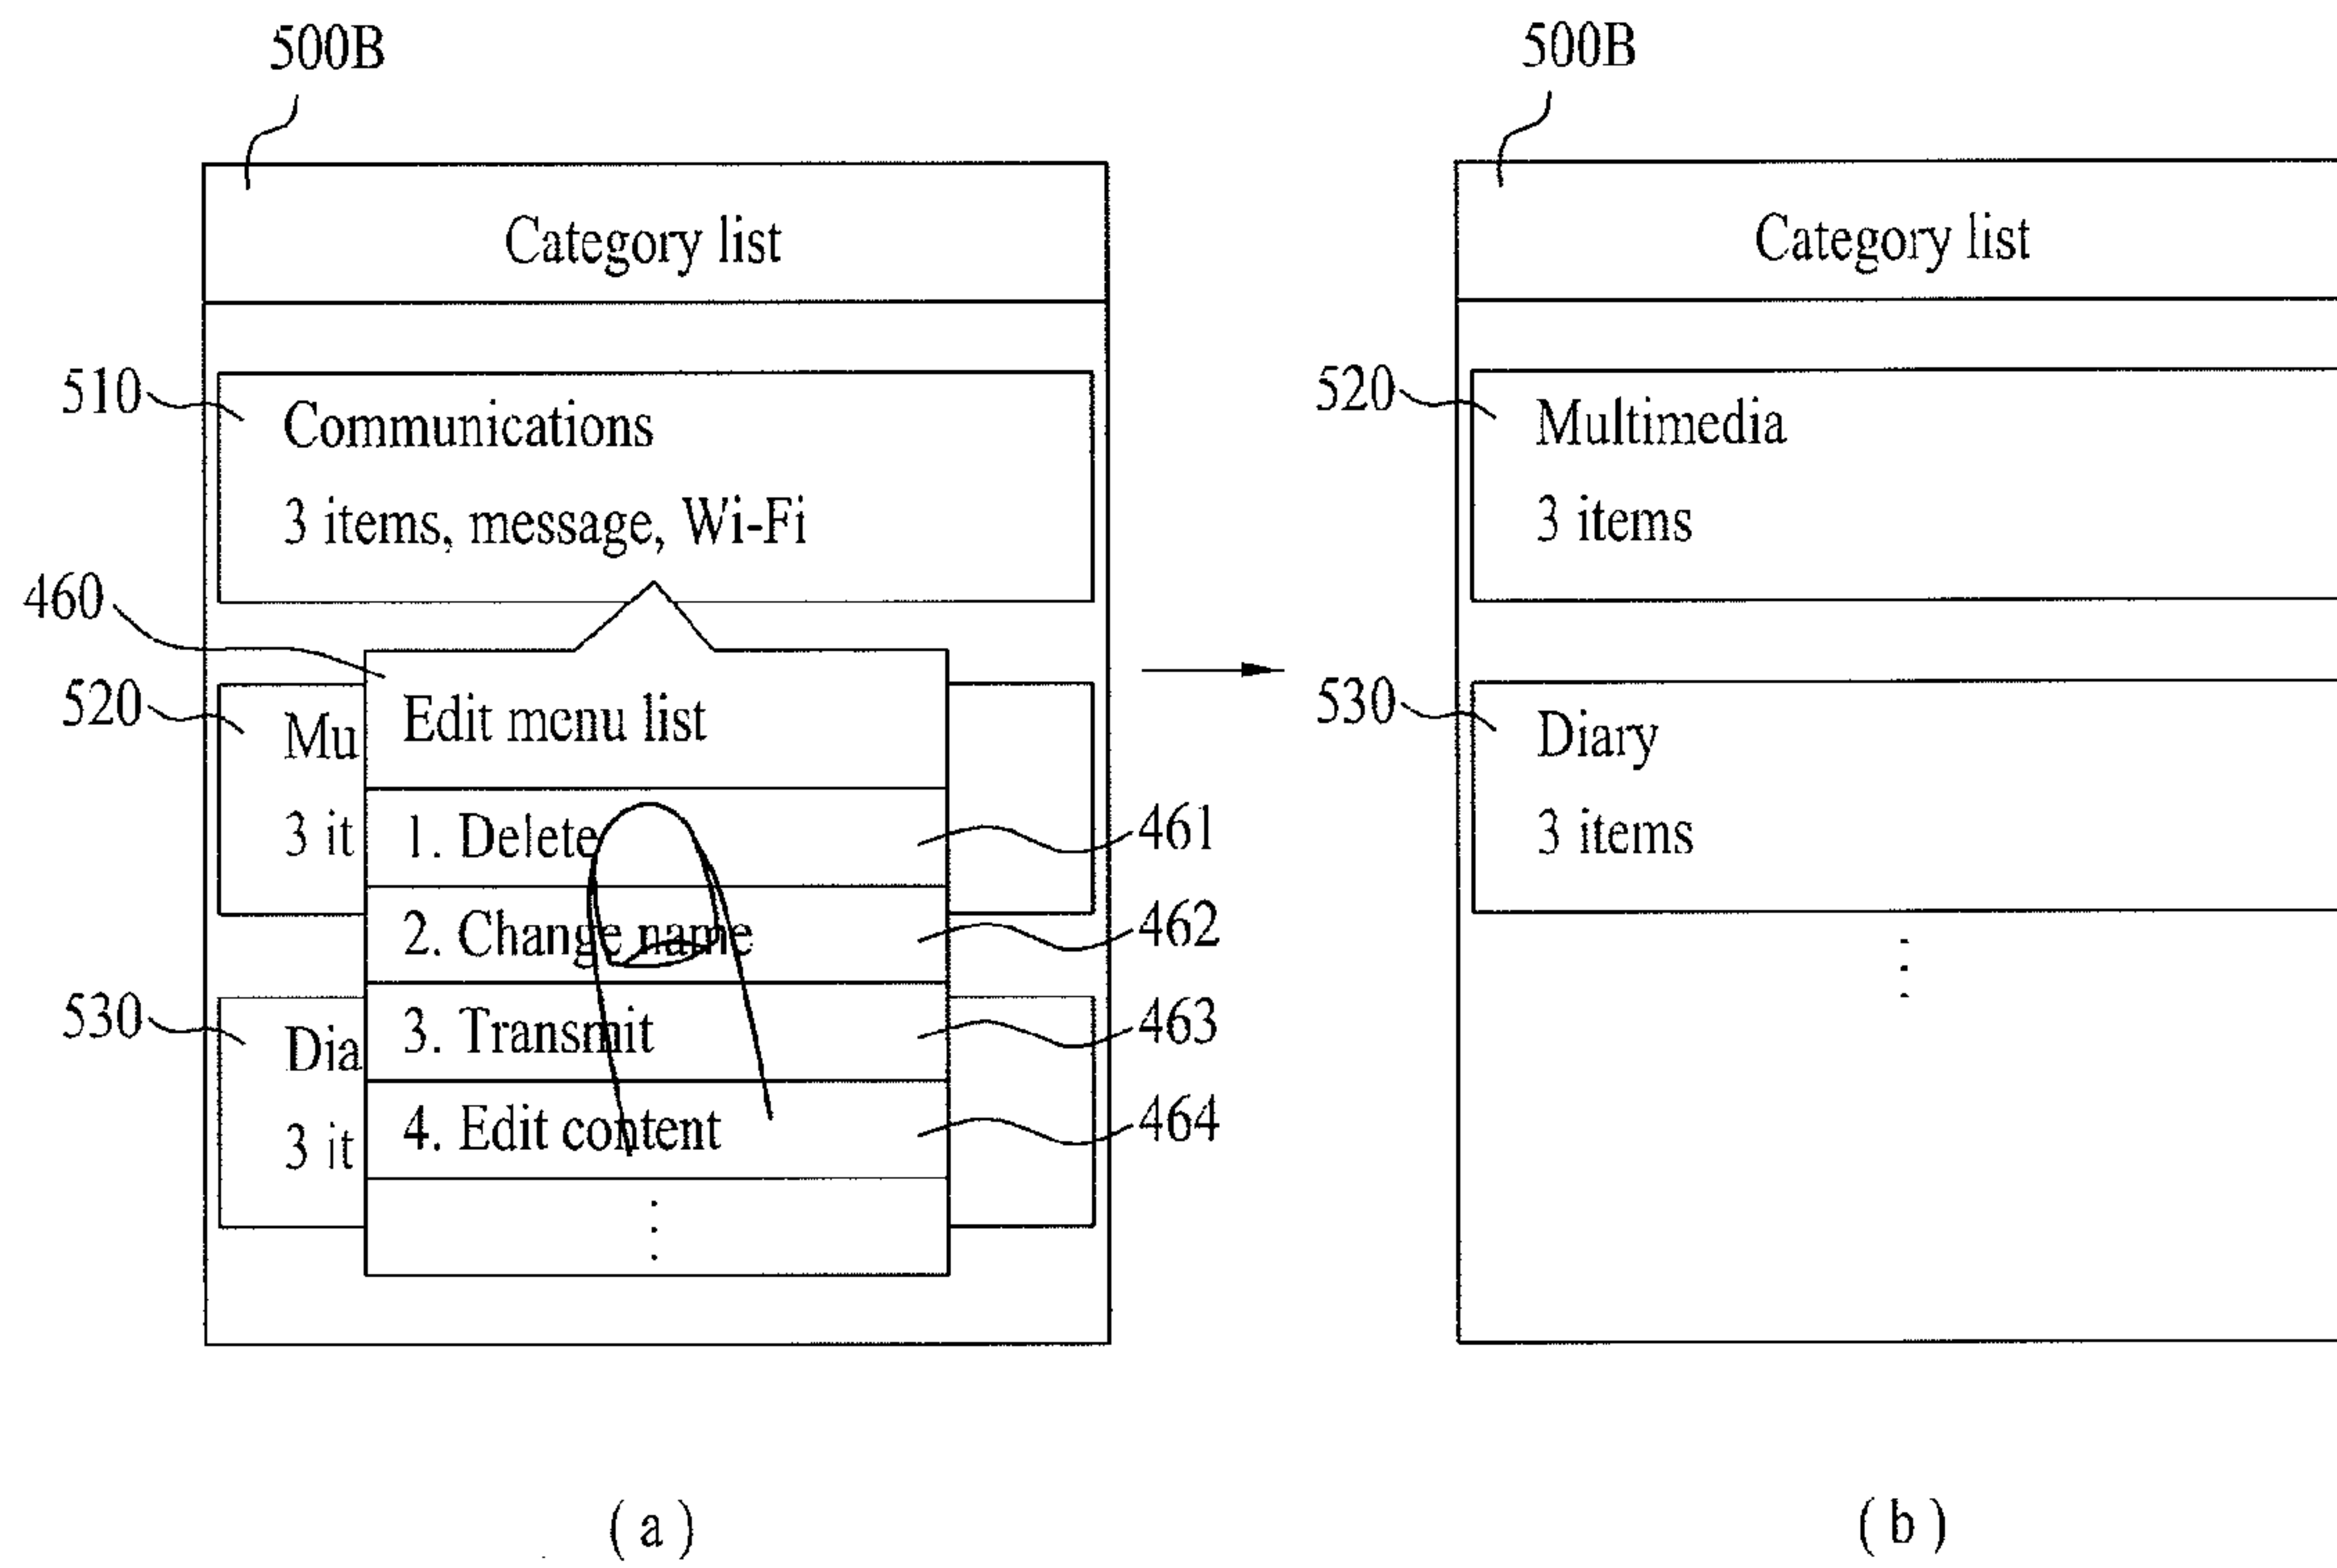 500B
Category list
510
Communications
3 items, message, Wi-Fi
460
520
Mu
3 it
Edit menu list
1. Delete
461
2. Change name
462
530
Dia
3 it
3. Transmit
463
4. Edit content
464
( a )
500B
Category list
520
Multimedia
3 items
530
Diary
3 items
( b )